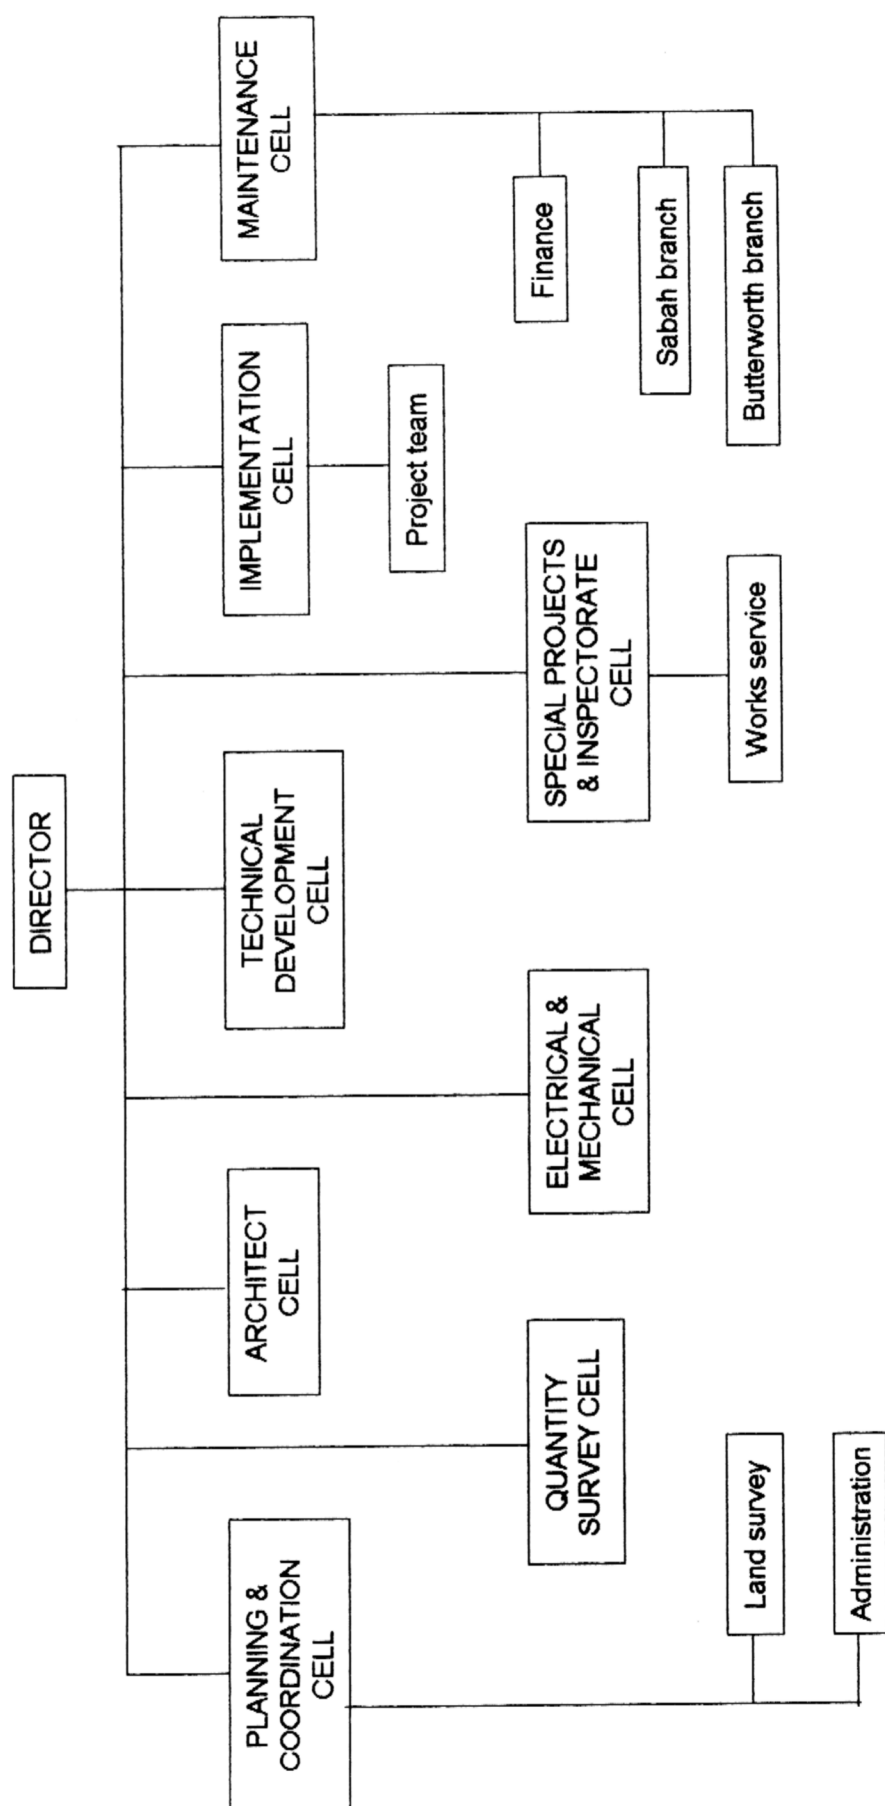 DIRECTOR
PLANNING &
COORDINATION
CELL
ARCHITECT
CELL
TECHNICAL
DEVELOPMENT
CELL
IMPLEMENTATION
CELL
MAINTENANCE
CELL
Project team
QUANTITY
SURVEY CELL
ELECTRICAL &
MECHANICAL
CELL
SPECIAL PROJECTS
& INSPECTORATE
CELL
Finance
Sabah branch
Land survey
Works service
Butterworth branch
Administration